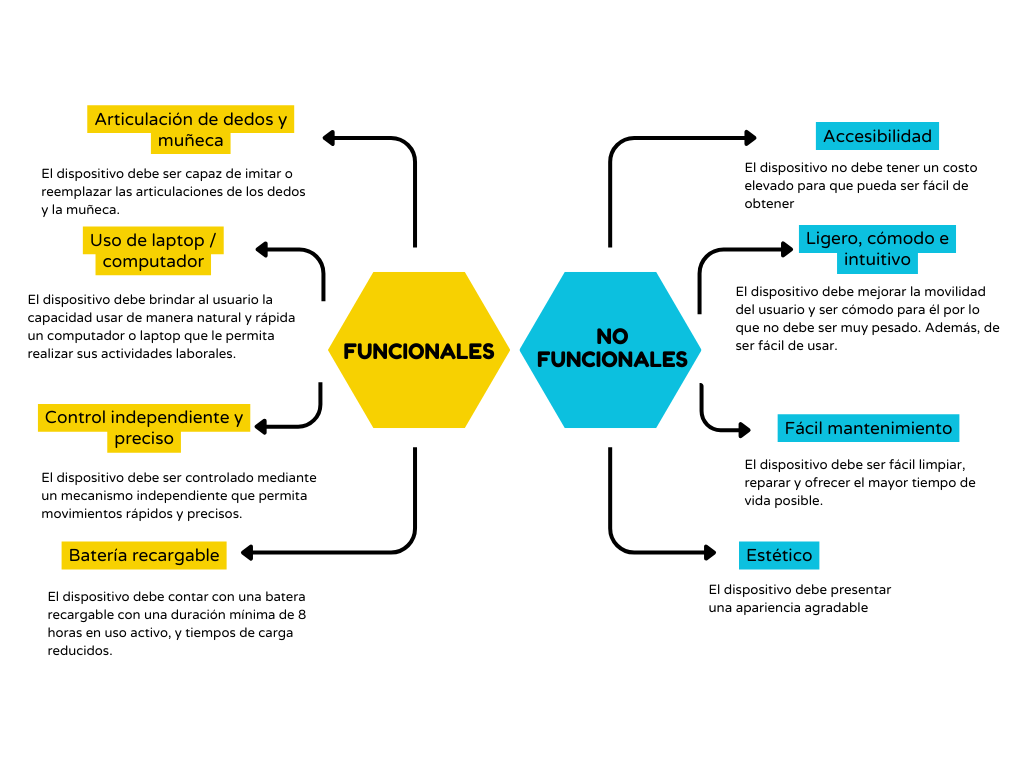 Articulación de dedos y
muñeca
El dispositivo debe ser capaz de imitar o
reemplazar las articulaciones de los dedos
y la muñeca.
Uso de laptop /
computador
El dispositivo debe brindar al usuario la
capacidad usar de manera natural y rápida
un computador o laptop que le permita
realizar sus actividades laborales.
Control independiente y
preciso
El dispositivo debe ser controlado mediante
un mecanismo independiente que permita
movimientos rápidos y precisos.
Batería recargable
El dispositivo debe contar con una batera
recargable con una duración mínima de 8
horas en uso activo, y tiempos de carga
reducidos.
FUNCIONALES
NO
FUNCIONALES
Accesibilidad
El dispositivo no debe tener un costo
elevado para que pueda ser fácil de
obtener
Ligero, cómodo e
intuitivo
El dispositivo debe mejorar la movilidad
del usuario y ser cómodo para él por lo
que no debe ser muy pesado. Además, de
ser fácil de usar.
Fácil mantenimiento
El dispositivo debe ser fácil limpiar,
reparar y ofrecer el mayor tiempo de
vida posible.
Estético
El dispositivo debe presentar
una apariencia agradable